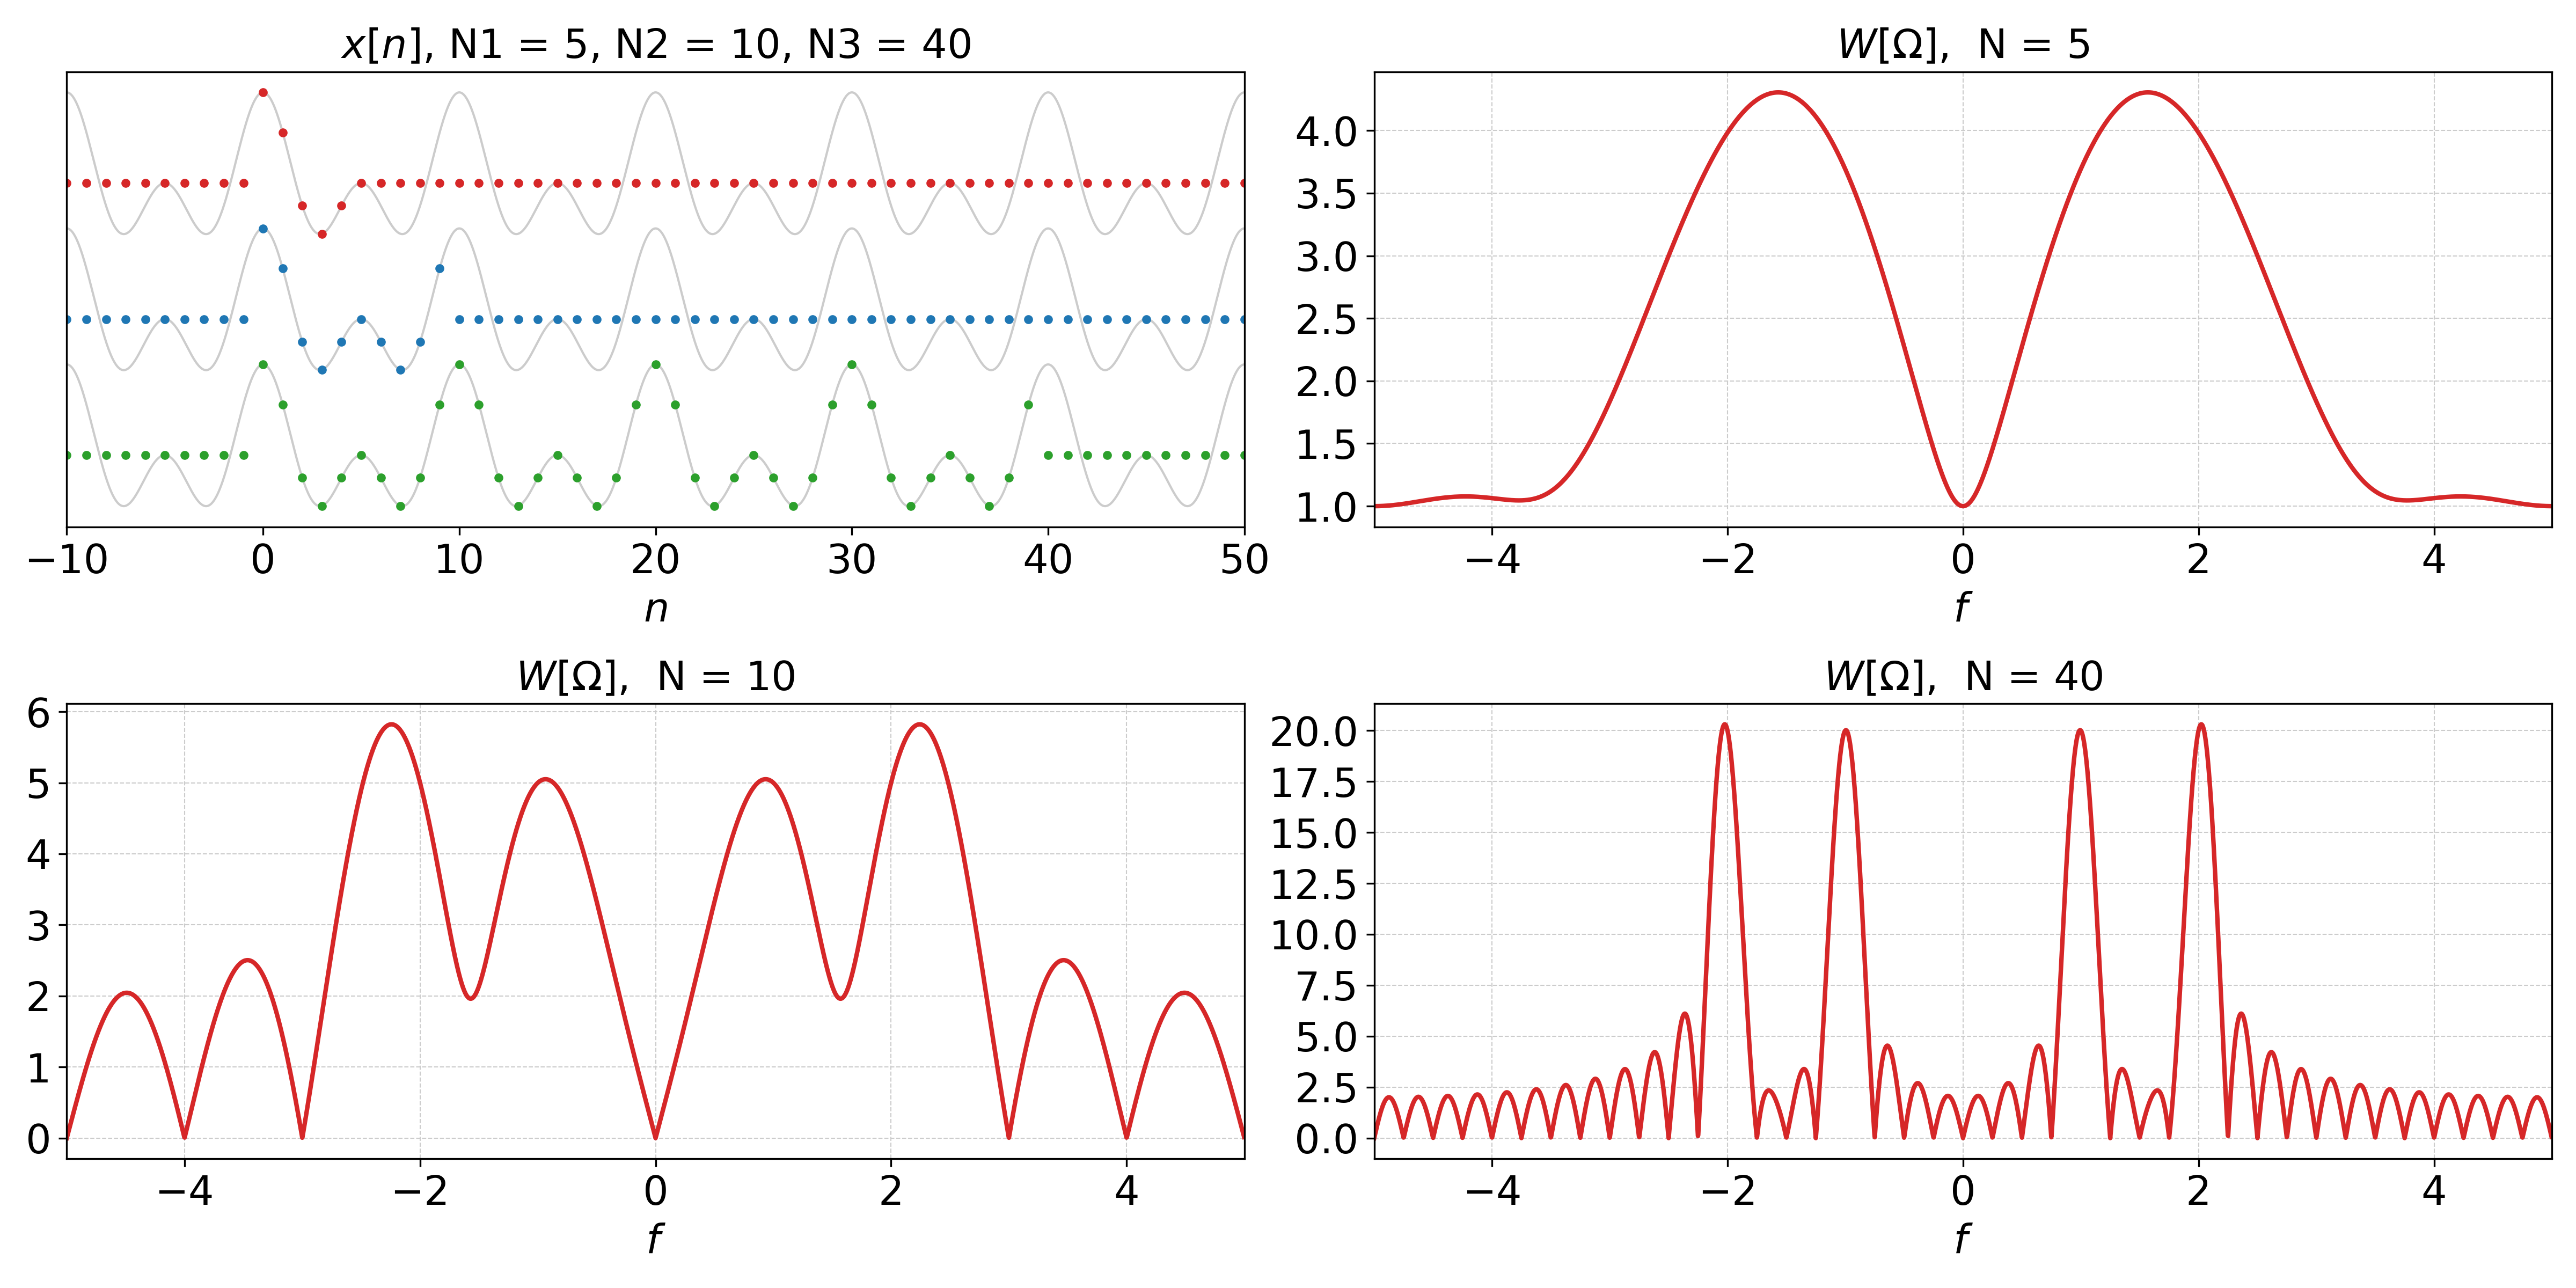 x[n], N1 = 5, N2 = 10, N3 = 40
−10 0 10 20 30 40 50
n
W[Ω], N = 5
4.0
3.5
3.0
2.5
2.0
1.5
1.0
−4 −2 0 2 4
f
W[Ω], N = 10
6
5
4
3
2
1
0
−4 −2 0 2 4
f
W[Ω], N = 40
20.0
17.5
15.0
12.5
10.0
7.5
5.0
2.5
0.0
−4 −2 0 2 4
f